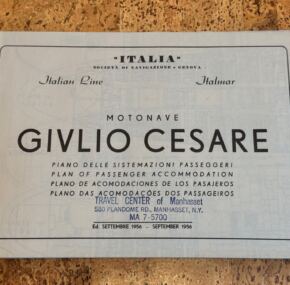 "ITALIA"
SOCIETÀ DI NAVIGAZIONE • GENOVA
Italian Line Italmar
MOTONAVE
GIVLIO CESARE
PIANO DELLE SISTEMAZIONI PASSEGGERI
PLAN OF PASSENGER ACCOMMODATION
PLANO DE ACOMODACIONES DE LOS PASAJEROS
PLANO DAS ACOMODAÇÕES DOS PASSAGEIROS
TRAVEL CENTER of Manhasset
580 PLANDOME RD., MANHASSET, N.Y.
MA 7-5700
Ed. SETTEMBRE 1956 - SEPTEMBER 1956